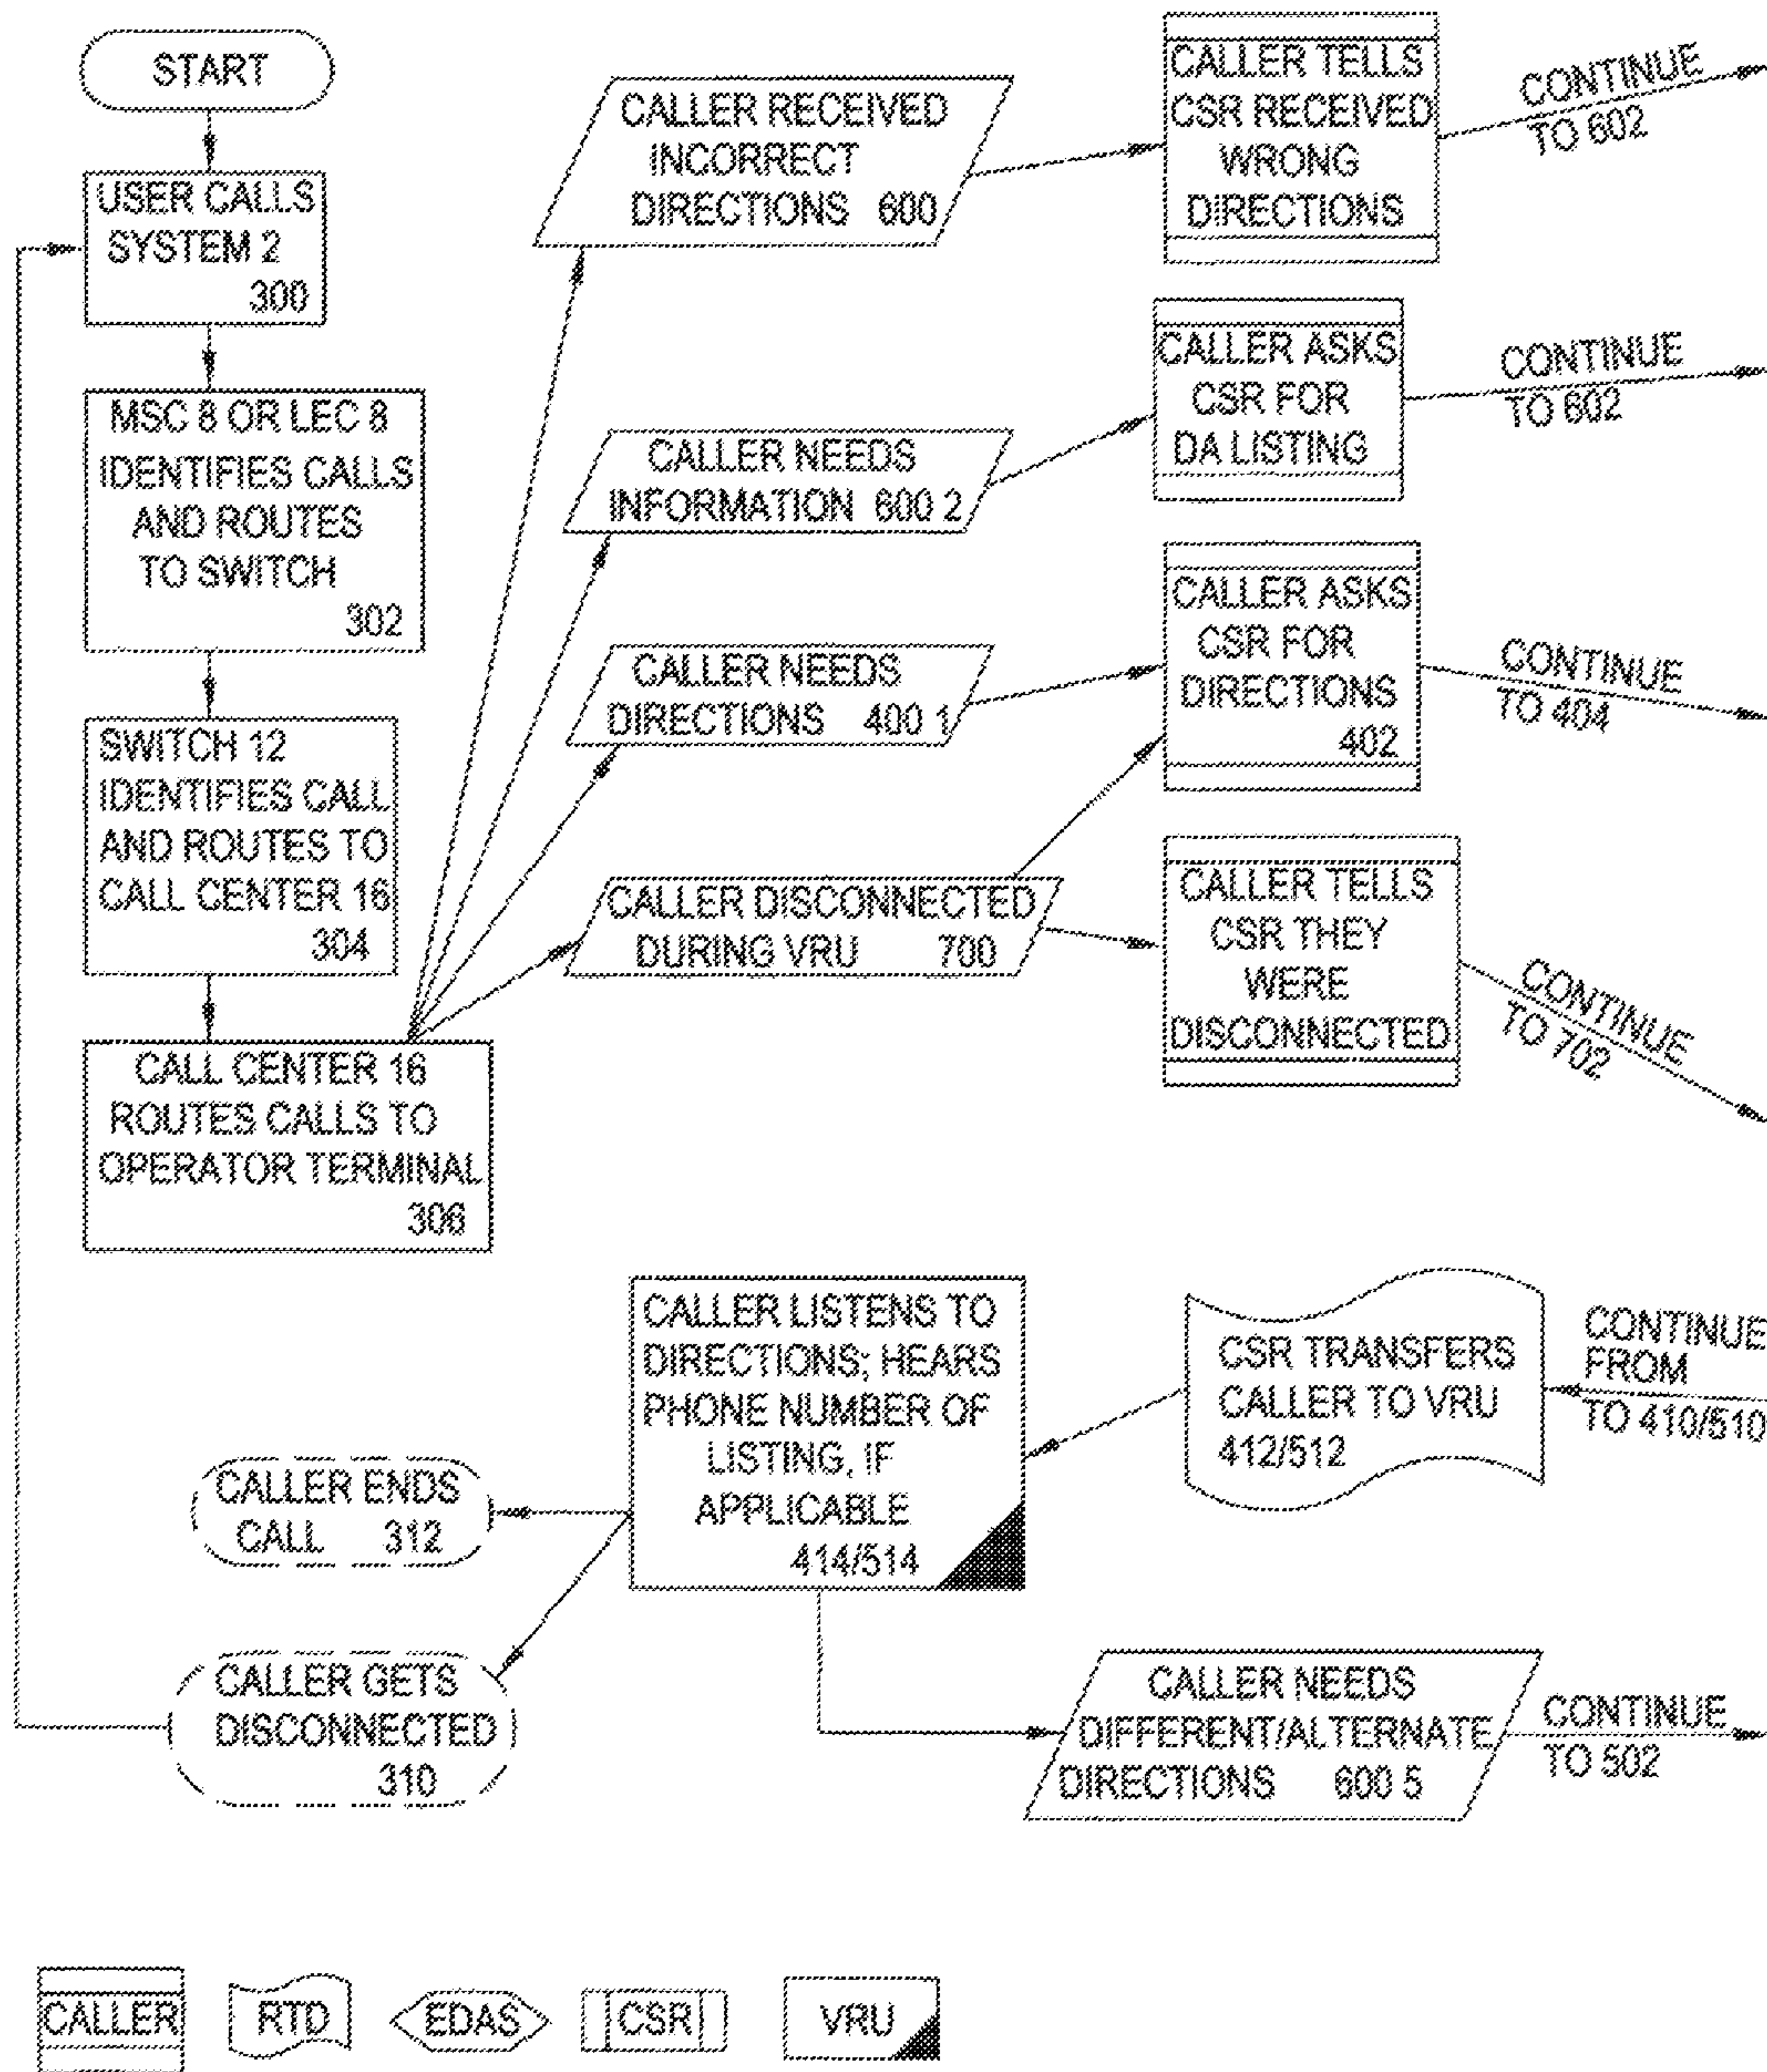 START
USER CALLS
SYSTEM 2
300
MSC 8 OR LEC 8
IDENTIFIES CALLS
AND ROUTES
TO SWITCH
302
SWITCH 12
IDENTIFIES CALL
AND ROUTES TO
CALL CENTER 16
304
CALL CENTER 16
ROUTES CALLS TO
OPERATOR TERMINAL
306
CALLER RECEIVED
INCORRECT
DIRECTIONS 600
CALLER TELLS
CSR RECEIVED
WRONG
DIRECTIONS
CONTINUE
TO 602
CALLER NEEDS
INFORMATION 600 2
CALLER ASKS
CSR FOR
DA LISTING
CONTINUE
TO 602
CALLER NEEDS
DIRECTIONS 400 1
CALLER ASKS
CSR FOR
DIRECTIONS
402
CONTINUE
TO 404
CALLER DISCONNECTED
DURING VRU 700
CALLER TELLS
CSR THEY
WERE
DISCONNECTED
CONTINUE
TO 702
CONTINUE
FROM
TO 410/510
CSR TRANSFERS
CALLER TO VRU
412/512
CALLER LISTENS TO
DIRECTIONS; HEARS
PHONE NUMBER OF
LISTING, IF
APPLICABLE
414/514
CALLER ENDS
CALL 312
CALLER GETS
DISCONNECTED
310
CALLER NEEDS
DIFFERENT/ALTERNATE
DIRECTIONS 600 5
CONTINUE
TO 502
CALLER
RTD
EDAS
CSR
VRU